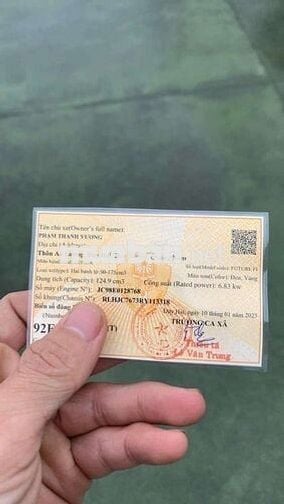 Tên chủ xe(Owner's full name):
PHẠM THANH VƯƠNG
Địa chỉ
Thôn
Số loại(Model code): FUTURE FI
Loại xe(type): Hai bánh từ 50-175cm3 Màu sơn(Color): Đen, Vàng
Dung tích (Capacity): 124.9 cm3 Công suất (Rated power): 6.83 kw
Số máy (Engine N°): JC98E0128768
Số khung(Chassis N°): RLHJC7673RY113318
Biển số đăng Duy Hải, ngày 10 tháng 01 năm 2025
(Number TRƯỞNG CA XÃ
92F (T)
Thiếu tá
Lê Văn Trung